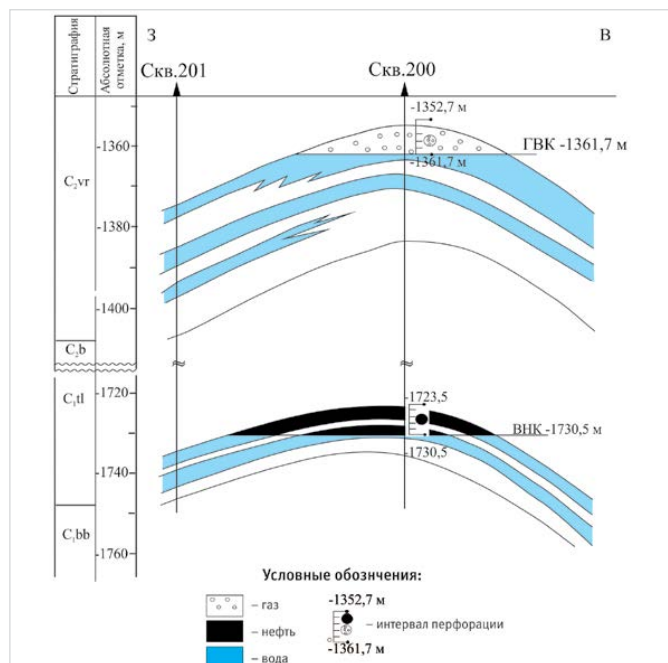 Стратиграфия
Абсолютная
отметка, м
З
В
Скв.201
Скв.200
-1352,7 м
-1360
ГВК -1361,7 м
-1361,7 м
C₂vr
-1380
-1400
C₂b
C₁tl
-1720
-1723,5
ВНК -1730,5 м
-1730,5
-1740
C₁bb
-1760
Условные обозначения:
– газ
– нефть
– вода
-1352,7 м
– интервал перфорации
-1361,7 м